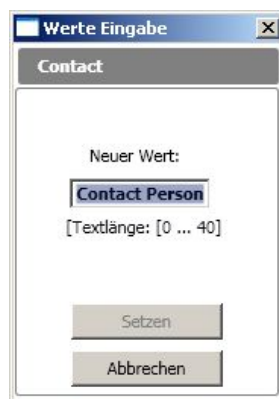 Werte Eingabe
Contact
Neuer Wert:
Contact Person
[Textlänge: [0 ... 40]
Setzen
Abbrechen